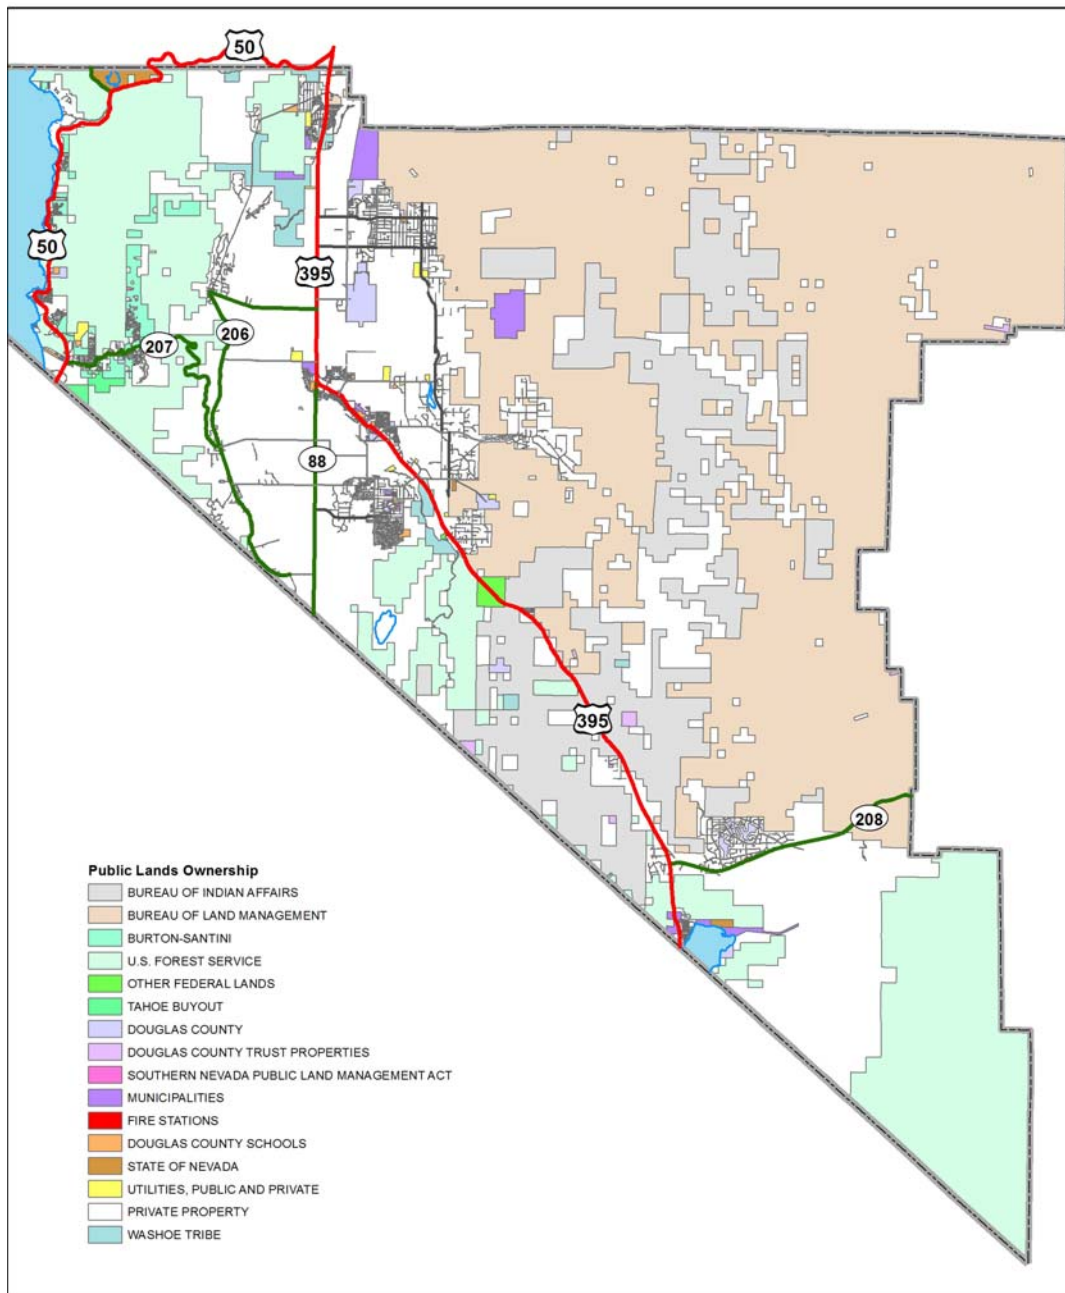 50
50
395
207
206
88
395
208
Public Lands Ownership
BUREAU OF INDIAN AFFAIRS
BUREAU OF LAND MANAGEMENT
BURTON-SANTINI
U.S. FOREST SERVICE
OTHER FEDERAL LANDS
TAHOE BUYOUT
DOUGLAS COUNTY
DOUGLAS COUNTY TRUST PROPERTIES
SOUTHERN NEVADA PUBLIC LAND MANAGEMENT ACT
MUNICIPALITIES
FIRE STATIONS
DOUGLAS COUNTY SCHOOLS
STATE OF NEVADA
UTILITIES, PUBLIC AND PRIVATE
PRIVATE PROPERTY
WASHOE TRIBE